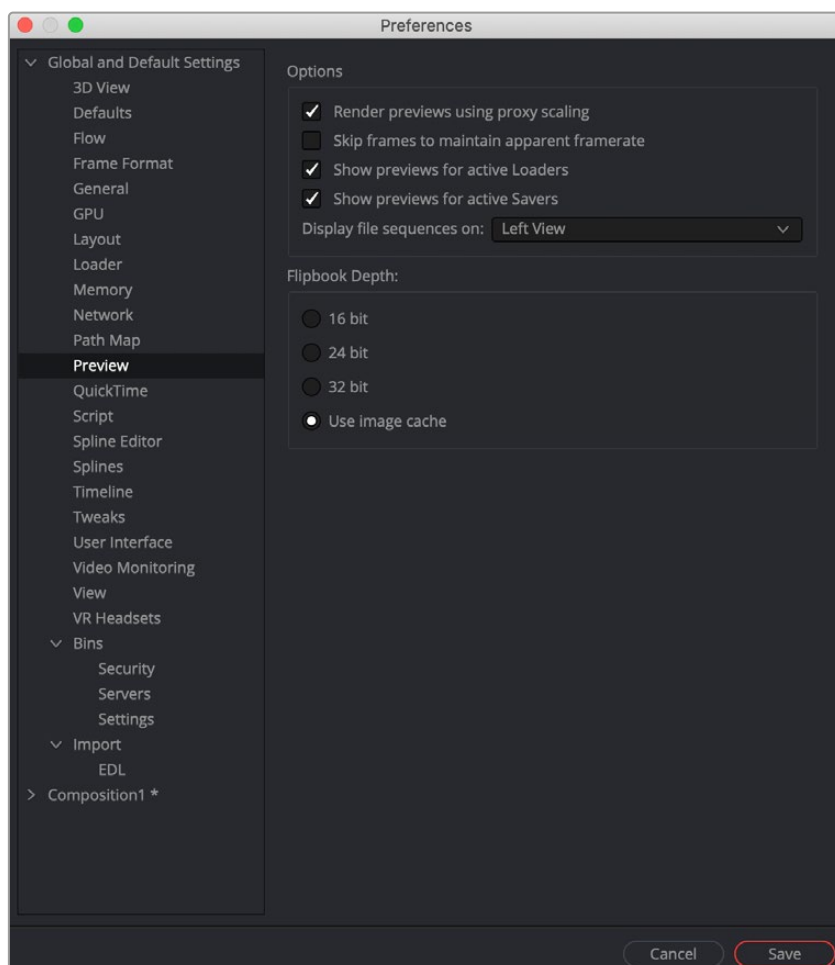 Preferences
Global and Default Settings
3D View
Defaults
Flow
Frame Format
General
GPU
Layout
Loader
Memory
Network
Path Map
Preview
QuickTime
Script
Spline Editor
Splines
Timeline
Tweaks
User Interface
Video Monitoring
View
VR Headsets
Bins
Security
Servers
Settings
Import
EDL
Composition1 *
Options
Render previews using proxy scaling
Skip frames to maintain apparent framerate
Show previews for active Loaders
Show previews for active Savers
Display file sequences on: Left View
Flipbook Depth:
16 bit
24 bit
32 bit
Use image cache
Cancel Save